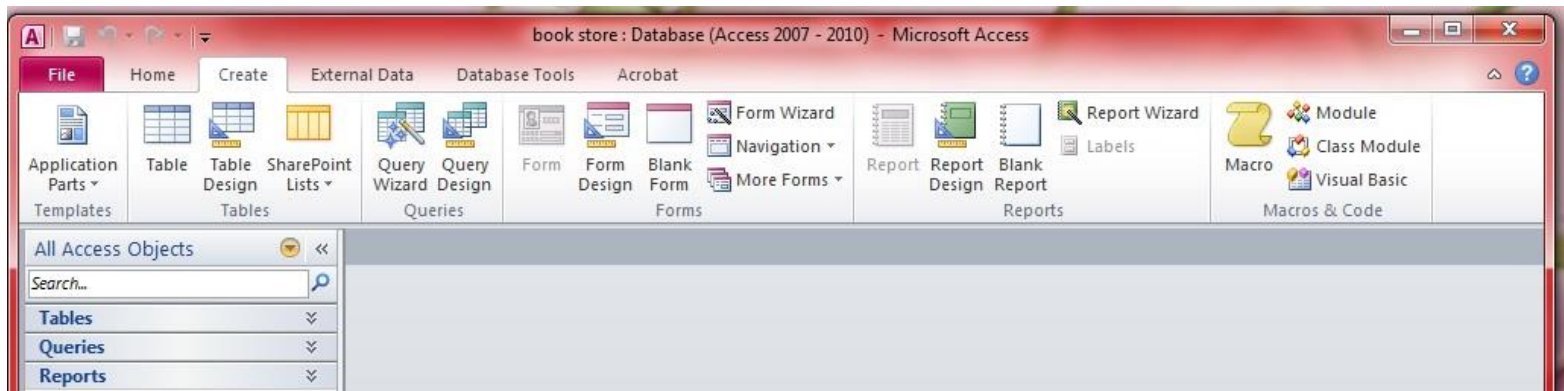 A
book store : Database (Access 2007 - 2010) - Microsoft Access
X
File Home Create External Data Database Tools Acrobat
?
Application Parts
Table
Table Design
SharePoint Lists
Query Wizard
Query Design
Form
Form Design
Blank Form
Form Wizard
Navigation
More Forms
Report
Report Design
Blank Report
Report Wizard
Labels
Macro
Module
Class Module
Visual Basic
Templates Tables Queries Forms Reports Macros & Code
All Access Objects «
Search...
Tables
Queries
Reports